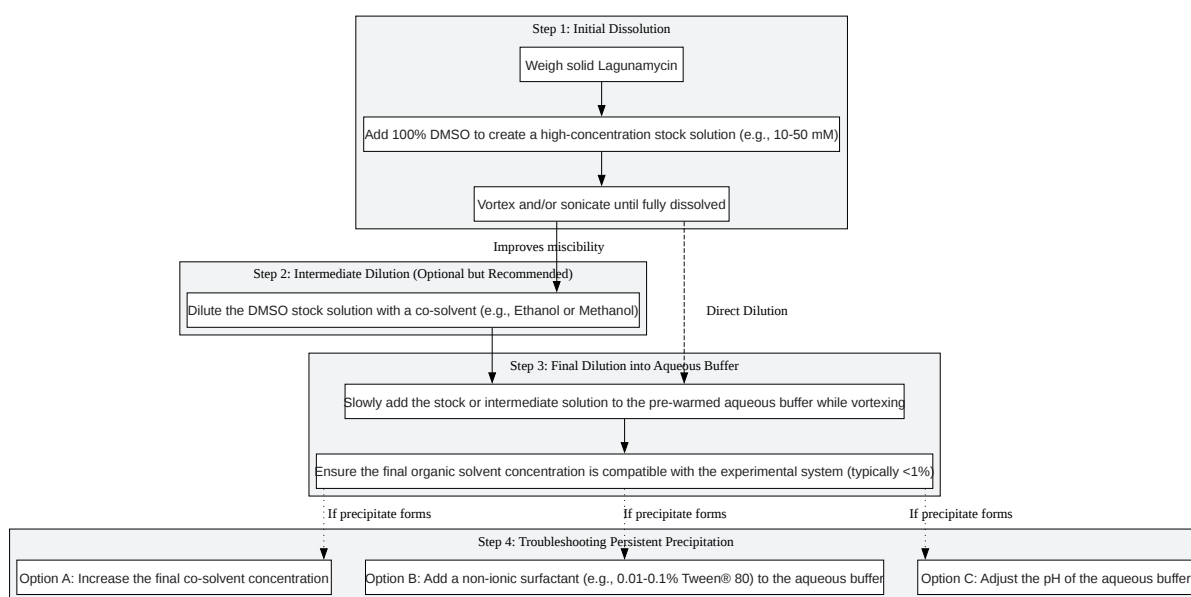 Step 1: Initial Dissolution
Weigh solid Lagunamycin
Add 100% DMSO to create a high-concentration stock solution (e.g., 10-50 mM)
Vortex and/or sonicate until fully dissolved
Improves miscibility
Step 2: Intermediate Dilution (Optional but Recommended)
Dilute the DMSO stock solution with a co-solvent (e.g., Ethanol or Methanol)
Direct Dilution
Step 3: Final Dilution into Aqueous Buffer
Slowly add the stock or intermediate solution to the pre-warmed aqueous buffer while vortexing
Ensure the final organic solvent concentration is compatible with the experimental system (typically <1%)
If precipitate forms
If precipitate forms
If precipitate forms
Step 4: Troubleshooting Persistent Precipitation
Option A: Increase the final co-solvent concentration
Option B: Add a non-ionic surfactant (e.g., 0.01-0.1% Tween® 80) to the aqueous buffer
Option C: Adjust the pH of the aqueous buffer